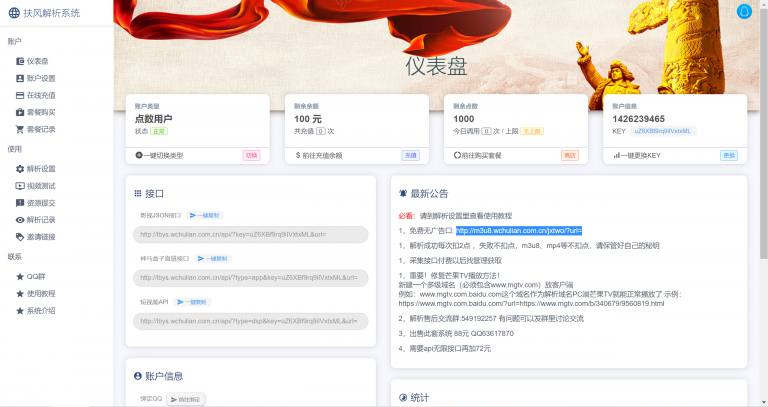 扶风解析系统
账户
仪表盘
账户设置
在线充值
套餐购买
套餐记录
使用
解析设置
视频测试
资源提交
解析记录
邀请链接
联系
QQ群
使用教程
系统介绍
仪表盘
账户类型
点数用户
状态 正常
一键切换类型 切换
剩余余额
100 元
共充值 0 次
前往充值余额 充值
剩余点数
1000
今日调用 0 次 / 上限 无上限
前往购买套餐 购店
账户信息
1426239465
KEY uZ6XBf9rq9iIVxtxML
一键更换KEY 更换
接口
影视JSON接口 一键复制
http://fbys.wchulian.com.cn/api/?key=uZ6XBf9rq9iIVxtxML&url=
神马盒子直链接口 一键复制
http://fbys.wchulian.com.cn/api/?type=app&key=uZ6XBf9rq9iIVxtxML&url=
短视频API 一键复制
http://fbys.wchulian.com.cn/api/?type=dsp&key=uZ6XBf9rq9iIVxtxML&url=
账户信息
绑定QQ 前往绑定
最新公告
必看：请到解析设置里查看使用教程
1，免费无广告口: http://m3u8.wchulian.com.cn/jxtwo/?url=
1，解析成功每次扣2点 ，失败不扣点，m3u8，mp4等不扣点，请保管好自己的秘钥
1，采集接口付费以后找管理获取
1，重要！修复芒果TV播放方法！
新建一个多级域名（必须包含www.mgtv.com）放客户端
例如：www.mgtv.com.baidu.com这个域名作为解析域名PC端芒果TV就能正常播放了 示例：
https://www.mgtv.com.baidu.com/?url=https://www.mgtv.com/b/340679/9560819.html
2，解析售后交流群:549192257 有问题可以发群里讨论交流
3，出售此套系统 88元 QQ63617870
4，需要api无限接口再加72元
统计